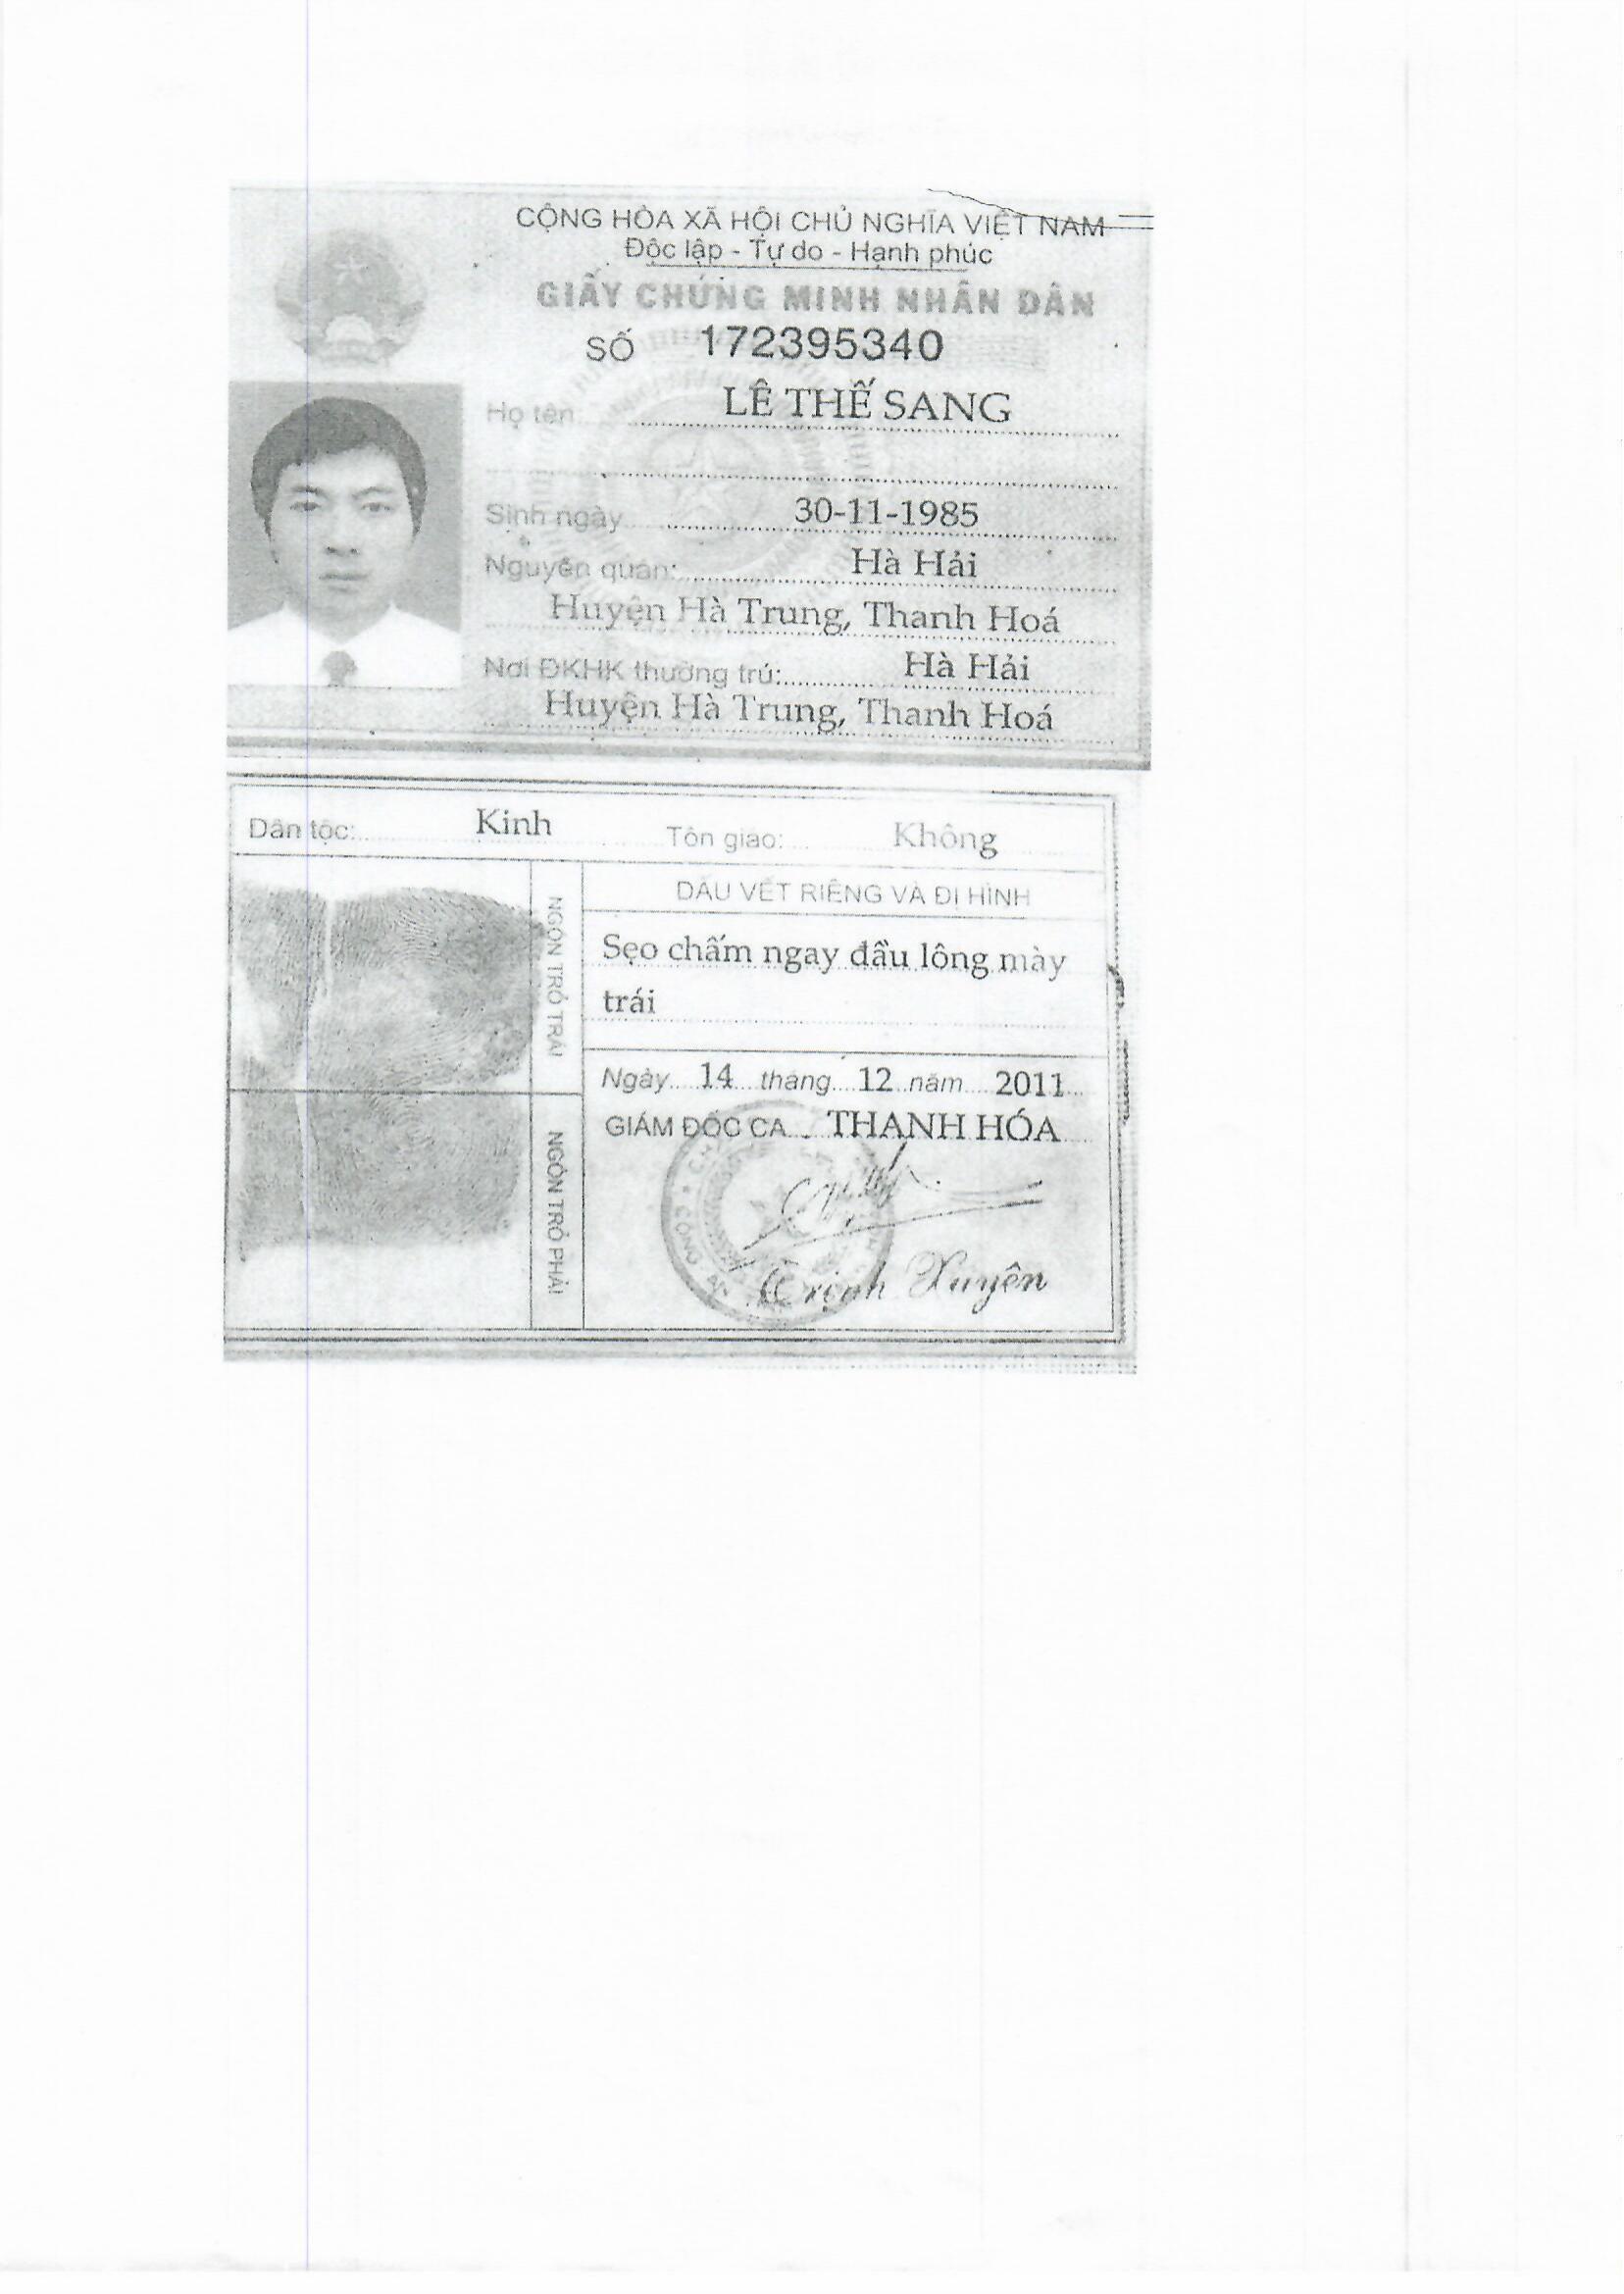 CỘNG HÒA XÃ HỘI CHỦ NGHĨA VIỆT NAM
Độc lập - Tự do - Hạnh phúc
GIẤY CHỨNG MINH NHÂN DÂN
SỐ 172395340
Họ tên: LÊ THẾ SANG
Sinh ngày 30-11-1985
Nguyên quán: Hà Hải
Huyện Hà Trung, Thanh Hoá
Nơi ĐKHK thường trú: Hà Hải
Huyện Hà Trung, Thanh Hoá
Dân tộc: Kinh Tôn giáo: Không
NGÓN TRỎ TRÁI
DẤU VẾT RIÊNG VÀ DỊ HÌNH
Sẹo chấm ngay đầu lông mày
trái
Ngày 14 tháng 12 năm 2011
GIÁM ĐỐC CA THANH HÓA
NGÓN TRỎ PHẢI
Trịnh Xuyên